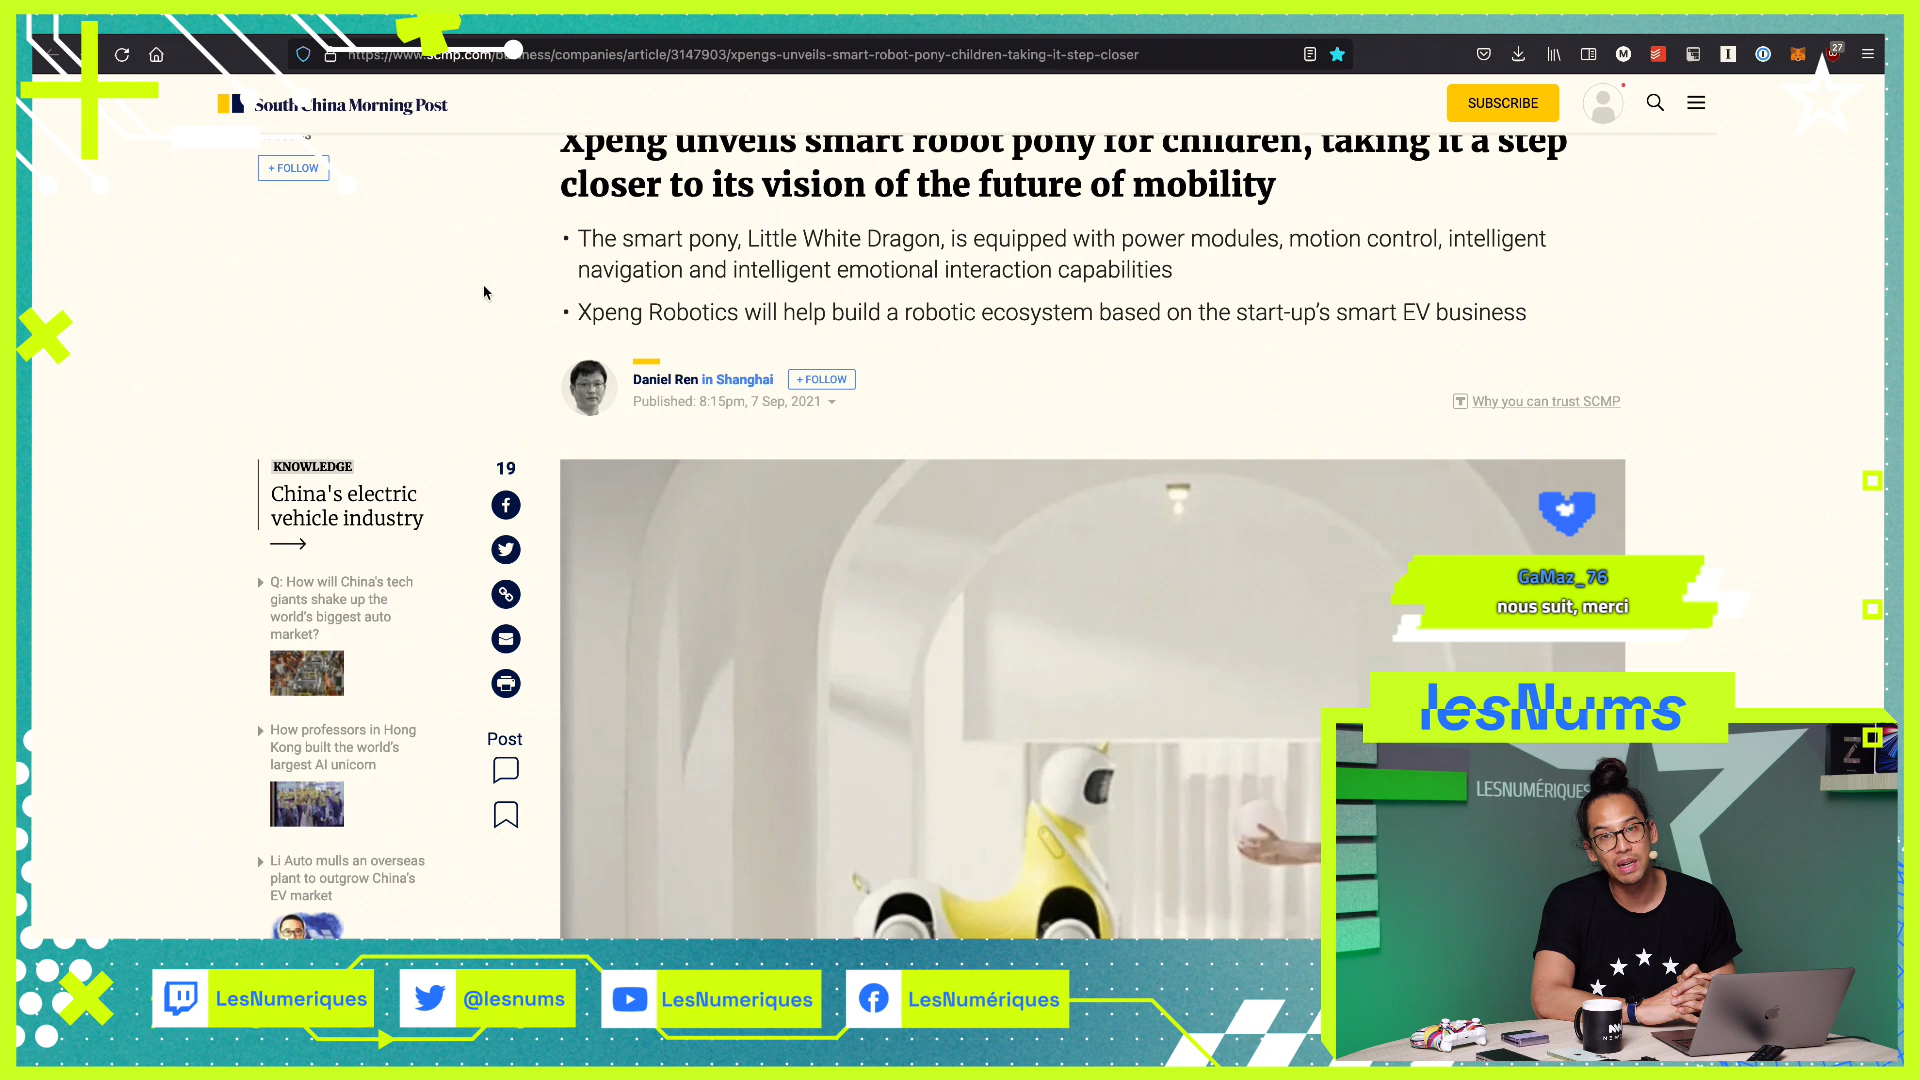 https://www.scmp.com/business/companies/article/3147903/xpengs-unveils-smart-robot-pony-children-taking-it-step-closer
27
South China Morning Post
SUBSCRIBE
+ FOLLOW
Xpeng unveils smart robot pony for children, taking it a step
closer to its vision of the future of mobility
• The smart pony, Little White Dragon, is equipped with power modules, motion control, intelligent
navigation and intelligent emotional interaction capabilities
• Xpeng Robotics will help build a robotic ecosystem based on the start-up's smart EV business
Daniel Ren in Shanghai
+ FOLLOW
Published: 8:15pm, 7 Sep, 2021
Why you can trust SCMP
KNOWLEDGE
China's electric
vehicle industry
19
Q: How will China's tech
giants shake up the
world's biggest auto
market?
How professors in Hong
Kong built the world's
largest AI unicorn
Post
Li Auto mulls an overseas
plant to outgrow China's
EV market
GaMaz_76
nous suit, merci
lesNums
LESNUMÉRIQUES
LesNumeriques
@lesnums
LesNumeriques
LesNumériques